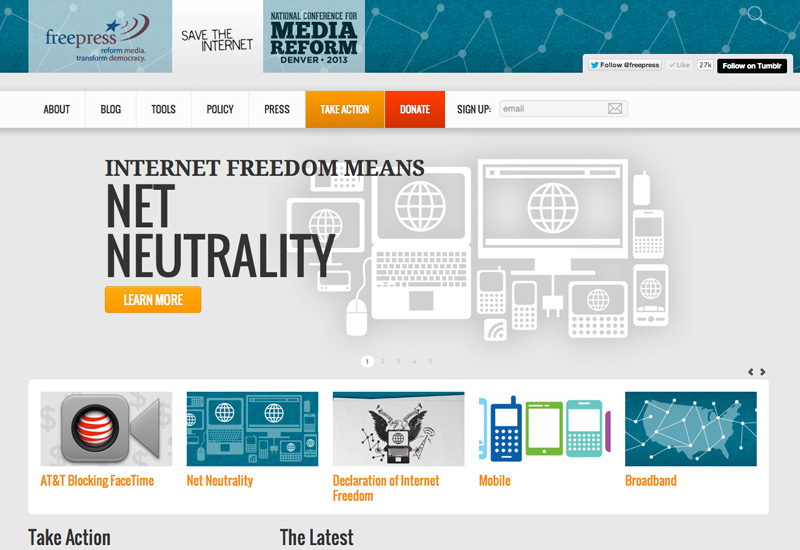 freepress
reform media.
transform democracy.
SAVE THE
INTERNET
NATIONAL CONFERENCE FOR
MEDIA
REFORM
DENVER • 2013
Follow @freepress
Like
27k
Follow on Tumblr
ABOUT
BLOG
TOOLS
POLICY
PRESS
TAKE ACTION
DONATE
SIGN UP:
email
INTERNET FREEDOM MEANS
NET
NEUTRALITY
LEARN MORE
1 2 3 4 5
AT&T Blocking FaceTime
Net Neutrality
Declaration of Internet
Freedom
Mobile
Broadband
Take Action
The Latest